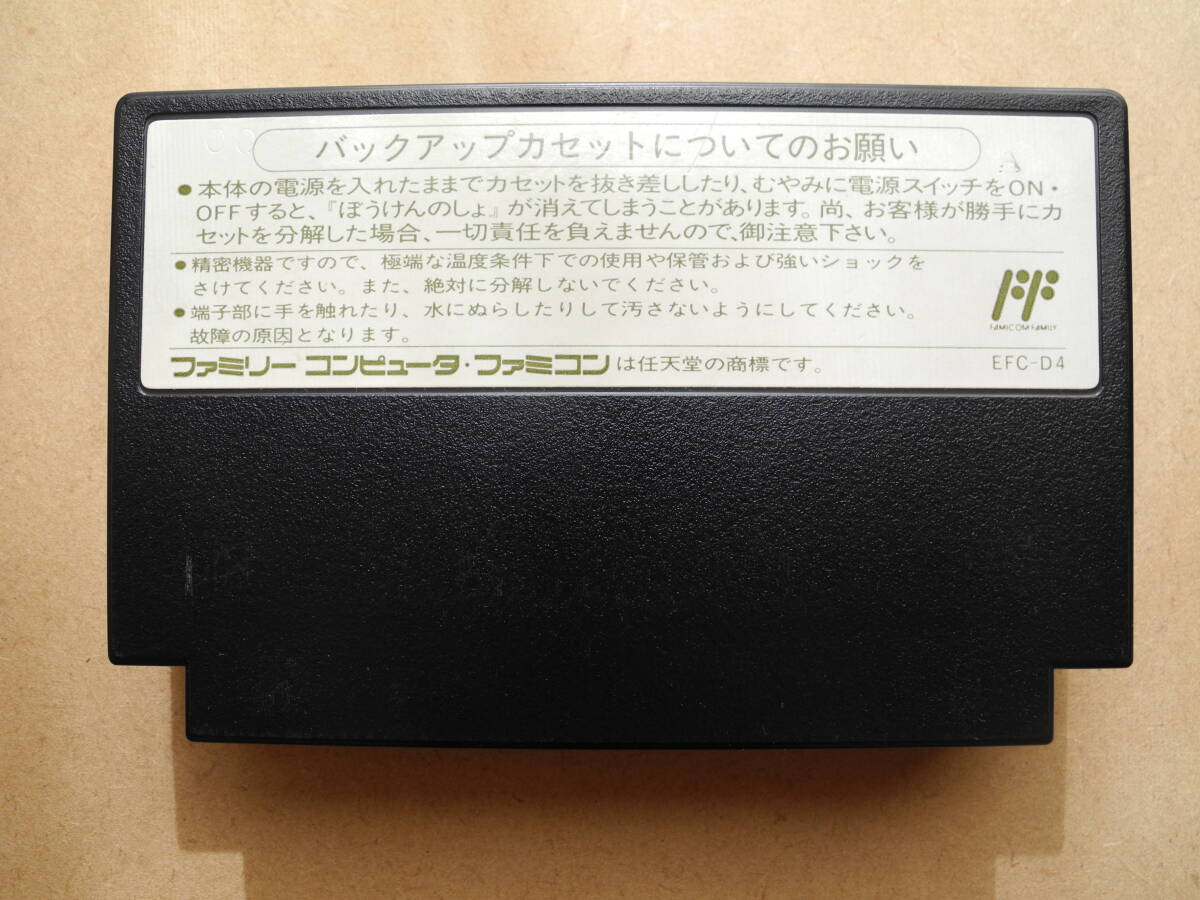 バックアップカセットについてのお願い
A
●本体の電源を入れたままでカセットを抜き差ししたり、むやみに電源スイッチをON・
OFFすると、『ぼうけんのしょ』が消えてしまうことがあります。尚、お客様が勝手にカ
セットを分解した場合、一切責任を負えませんので、御注意下さい。
●精密機器ですので、極端な温度条件下での使用や保管および強いショックを
さけてください。また、絶対に分解しないでください。
●端子部に手を触れたり、水にぬらしたりして汚さないようにしてください。
故障の原因となります。
FF
FAMICOM FAMILY
ファミリーコンピュータ・ファミコンは任天堂の商標です。
EFC-D4